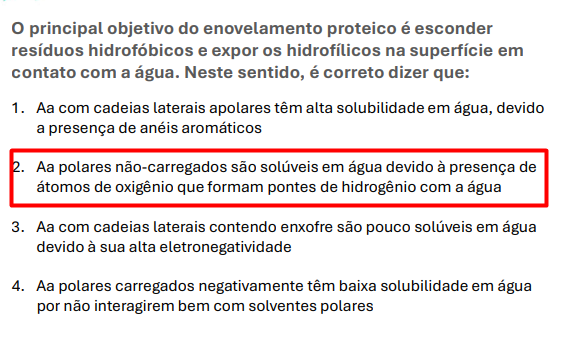 O principal objetivo do enovelamento proteico é esconder
resíduos hidrofóbicos e expor os hidrofílicos na superfície em
contato com a água. Neste sentido, é correto dizer que:
1. Aa com cadeias laterais apolares têm alta solubilidade em água, devido
a presença de anéis aromáticos
2. Aa polares não-carregados são solúveis em água devido à presença de
átomos de oxigênio que formam pontes de hidrogênio com a água
3. Aa com cadeias laterais contendo enxofre são pouco solúveis em água
devido à sua alta eletronegatividade
4. Aa polares carregados negativamente têm baixa solubilidade em água
por não interagirem bem com solventes polares